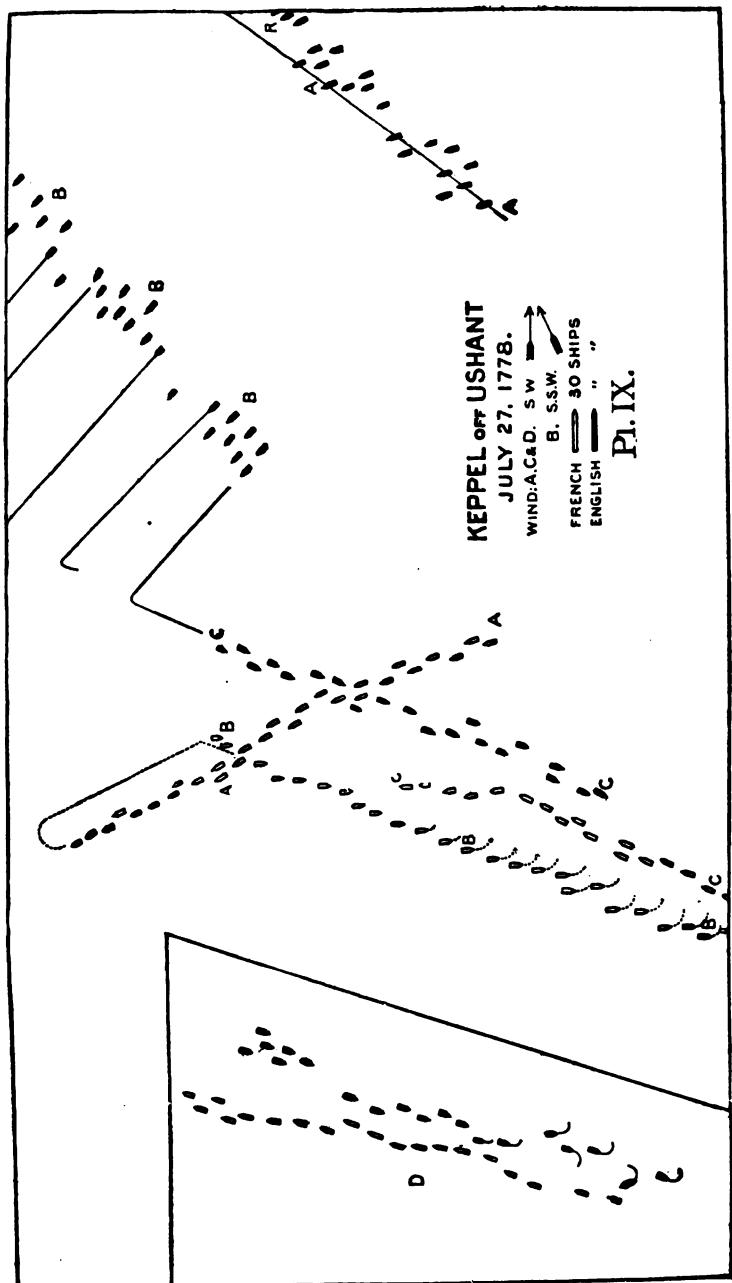 KEPPEL OFF USHANT
JULY 27. 1778.
WIND: A.C&D. S W
B. S.S.W.
FRENCH 30 SHIPS
ENGLISH " "
Pl. IX.
R
A
A
B
B
B
C
A
B
A
C
C
C
C
C
B
B
D